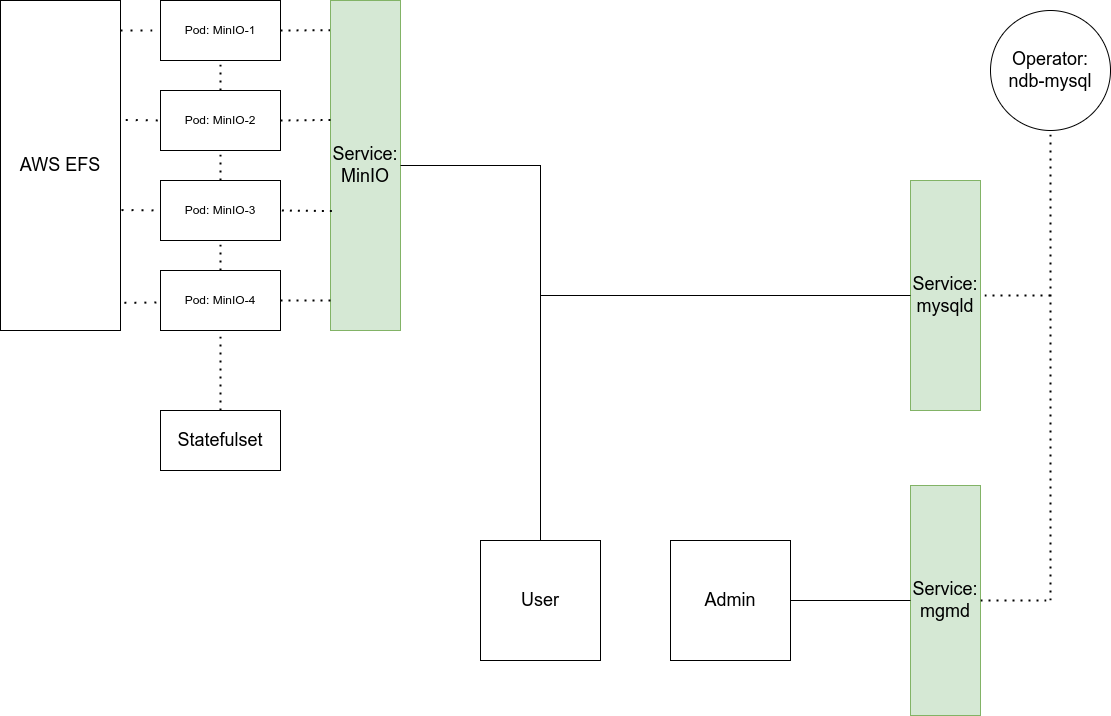 AWS EFS
Pod: MinIO-1
Pod: MinIO-2
Pod: MinIO-3
Pod: MinIO-4
Statefulset
Service:
MinIO
Operator:
ndb-mysql
Service:
mysqld
User
Admin
Service:
mgmd